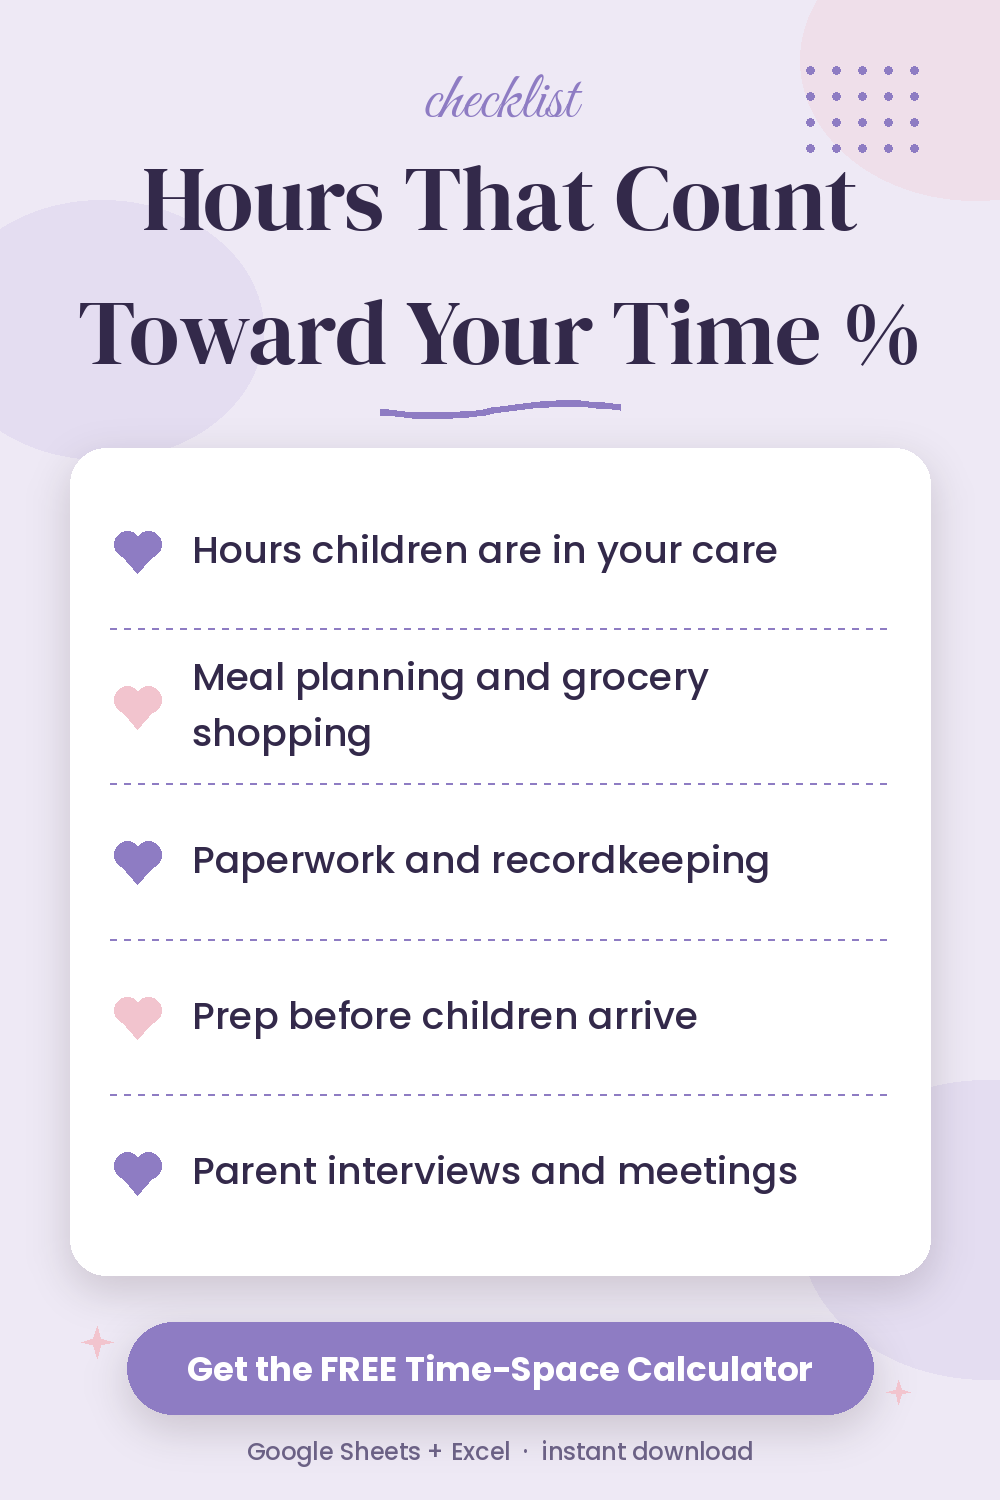 checklist
Hours That Count
Toward Your Time %
Hours children are in your care
Meal planning and grocery
shopping
Paperwork and recordkeeping
Prep before children arrive
Parent interviews and meetings
Get the FREE Time-Space Calculator
Google Sheets + Excel · instant download